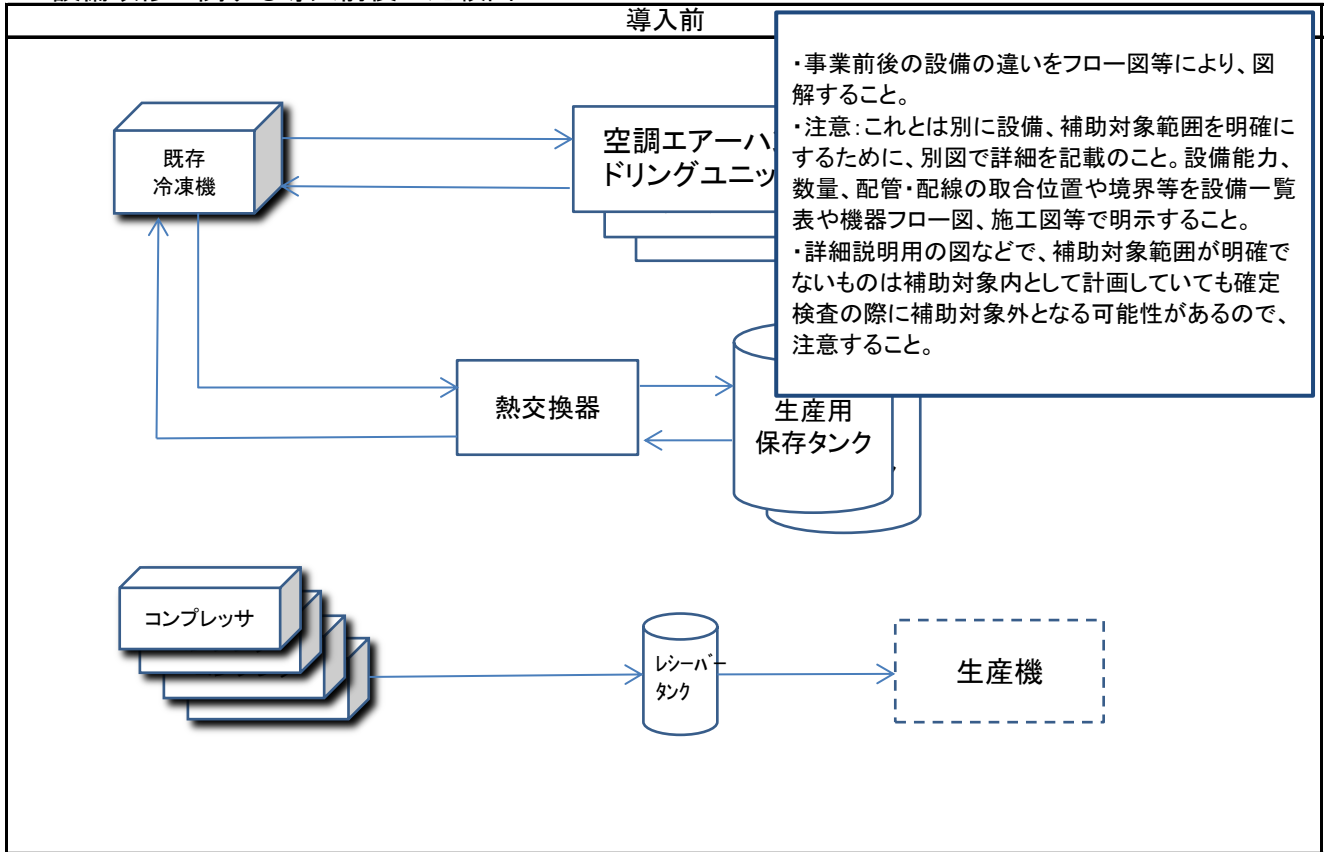 導入前
・事業前後の設備の違いをフロー図等により、図
解すること。
・注意：これとは別に設備、補助対象範囲を明確に
するために、別図で詳細を記載のこと。設備能力、
数量、配管・配線の取合位置や境界等を設備一覧
表や機器フロー図、施工図等で明示すること。
・詳細説明用の図などで、補助対象範囲が明確で
ないものは補助対象内として計画していても確定
検査の際に補助対象外となる可能性があるので、
注意すること。
既存
冷凍機
空調エアーハン
ドリングユニッ
熱交換器
生産用
保存タンク
コンプレッサ
ﾚｼｰﾊﾞｰ
ﾀﾝｸ
生産機